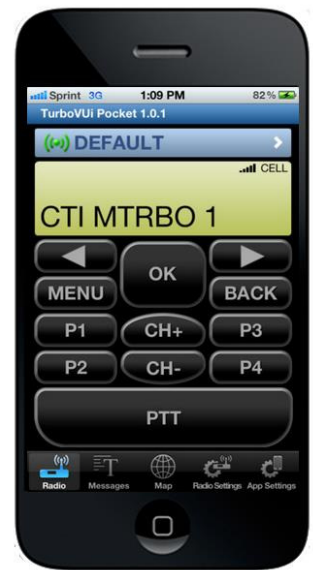 Sprint 3G 1:09 PM 82%
TurboVUi Pocket 1.0.1
DEFAULT
CELL
CTI MTRBO 1
OK
MENU BACK
P1 CH+ P3
P2 CH- P4
PTT
Radio Messages Map Radio Settings App Settings